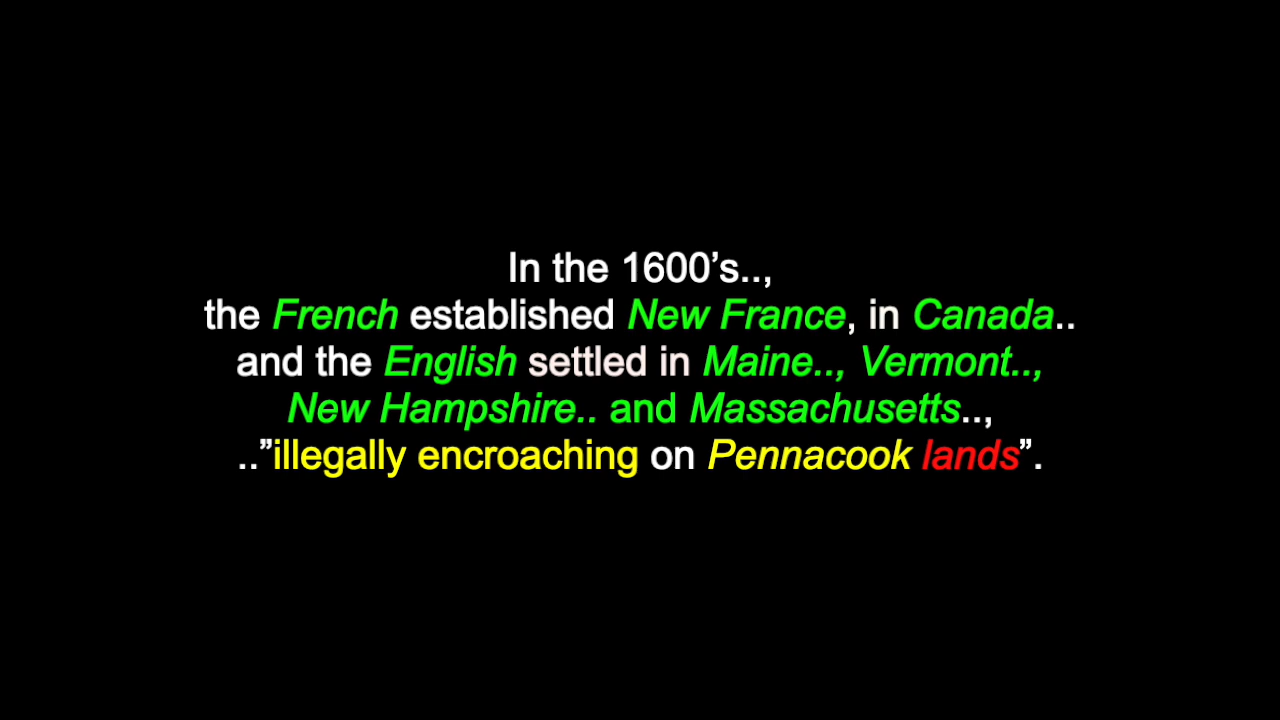 In the 1600’s..,
the French established New France, in Canada..
and the English settled in Maine.., Vermont..,
New Hampshire.. and Massachusetts..,
..”illegally encroaching on Pennacook lands”.